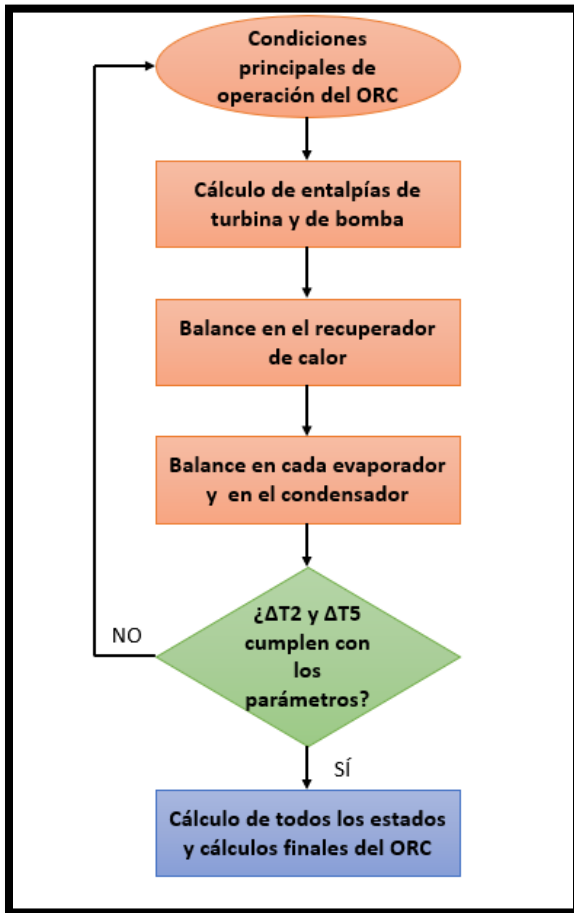 Condiciones
principales de
operación del ORC
Cálculo de entalpías de
turbina y de bomba
Balance en el recuperador
de calor
Balance en cada evaporador
y en el condensador
¿ΔT2 y ΔT5
cumplen con
los
parámetros?
NO
SÍ
Cálculo de todos los estados
y cálculos finales del ORC